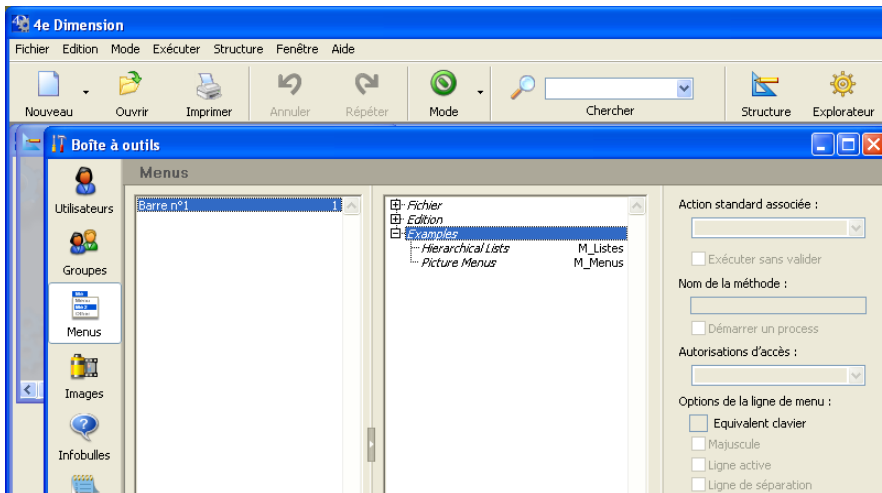 4e Dimension
Fichier Edition Mode Exécuter Structure Fenêtre Aide
Nouveau Ouvrir Imprimer Annuler Répéter Mode Chercher Structure Explorateur
Boîte à outils
Menus
Utilisateurs
Groupes
Menus
Images
Infobulles
Barre n°1 1
Fichier
Edition
Examples
Hierarchical Lists M_Listes
Picture Menus M_Menus
Action standard associée :
Exécuter sans valider
Nom de la méthode :
Démarrer un process
Autorisations d'accès :
Options de la ligne de menu :
Equivalent clavier
Majuscule
Ligne active
Ligne de séparation